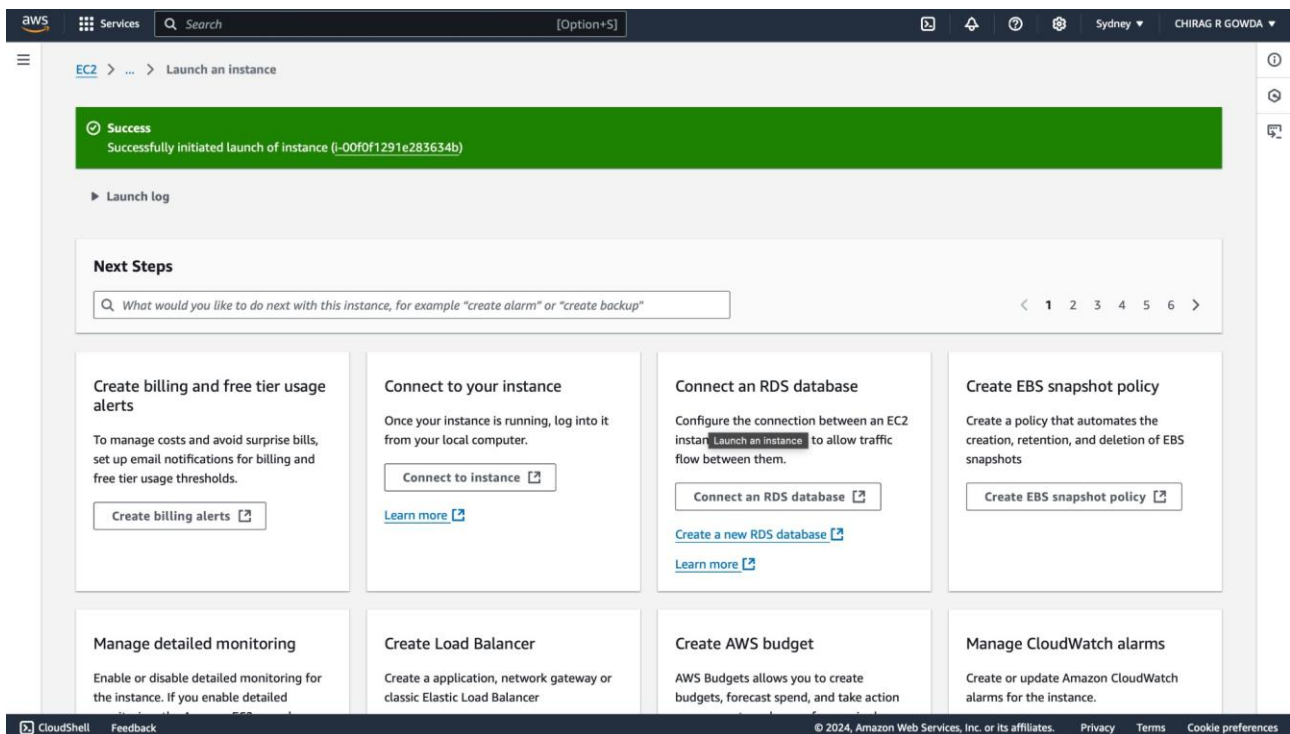 aws
Services
Search
[Option+S]
Sydney
CHIRAG R GOWDA
EC2 > ... > Launch an instance
Success
Successfully initiated launch of instance (i-00f0f1291e283634b)
Launch log
Next Steps
What would you like to do next with this instance, for example "create alarm" or "create backup"
1 2 3 4 5 6
Create billing and free tier usage
alerts
To manage costs and avoid surprise bills,
set up email notifications for billing and
free tier usage thresholds.
Create billing alerts
Connect to your instance
Once your instance is running, log into it
from your local computer.
Connect to instance
Learn more
Connect an RDS database
Configure the connection between an EC2
instan Launch an instance to allow traffic
flow between them.
Connect an RDS database
Create a new RDS database
Learn more
Create EBS snapshot policy
Create a policy that automates the
creation, retention, and deletion of EBS
snapshots
Create EBS snapshot policy
Manage detailed monitoring
Enable or disable detailed monitoring for
the instance. If you enable detailed
Create Load Balancer
Create a application, network gateway or
classic Elastic Load Balancer
Create AWS budget
AWS Budgets allows you to create
budgets, forecast spend, and take action
Manage CloudWatch alarms
Create or update Amazon CloudWatch
alarms for the instance.
CloudShell
Feedback
© 2024, Amazon Web Services, Inc. or its affiliates.
Privacy
Terms
Cookie preferences